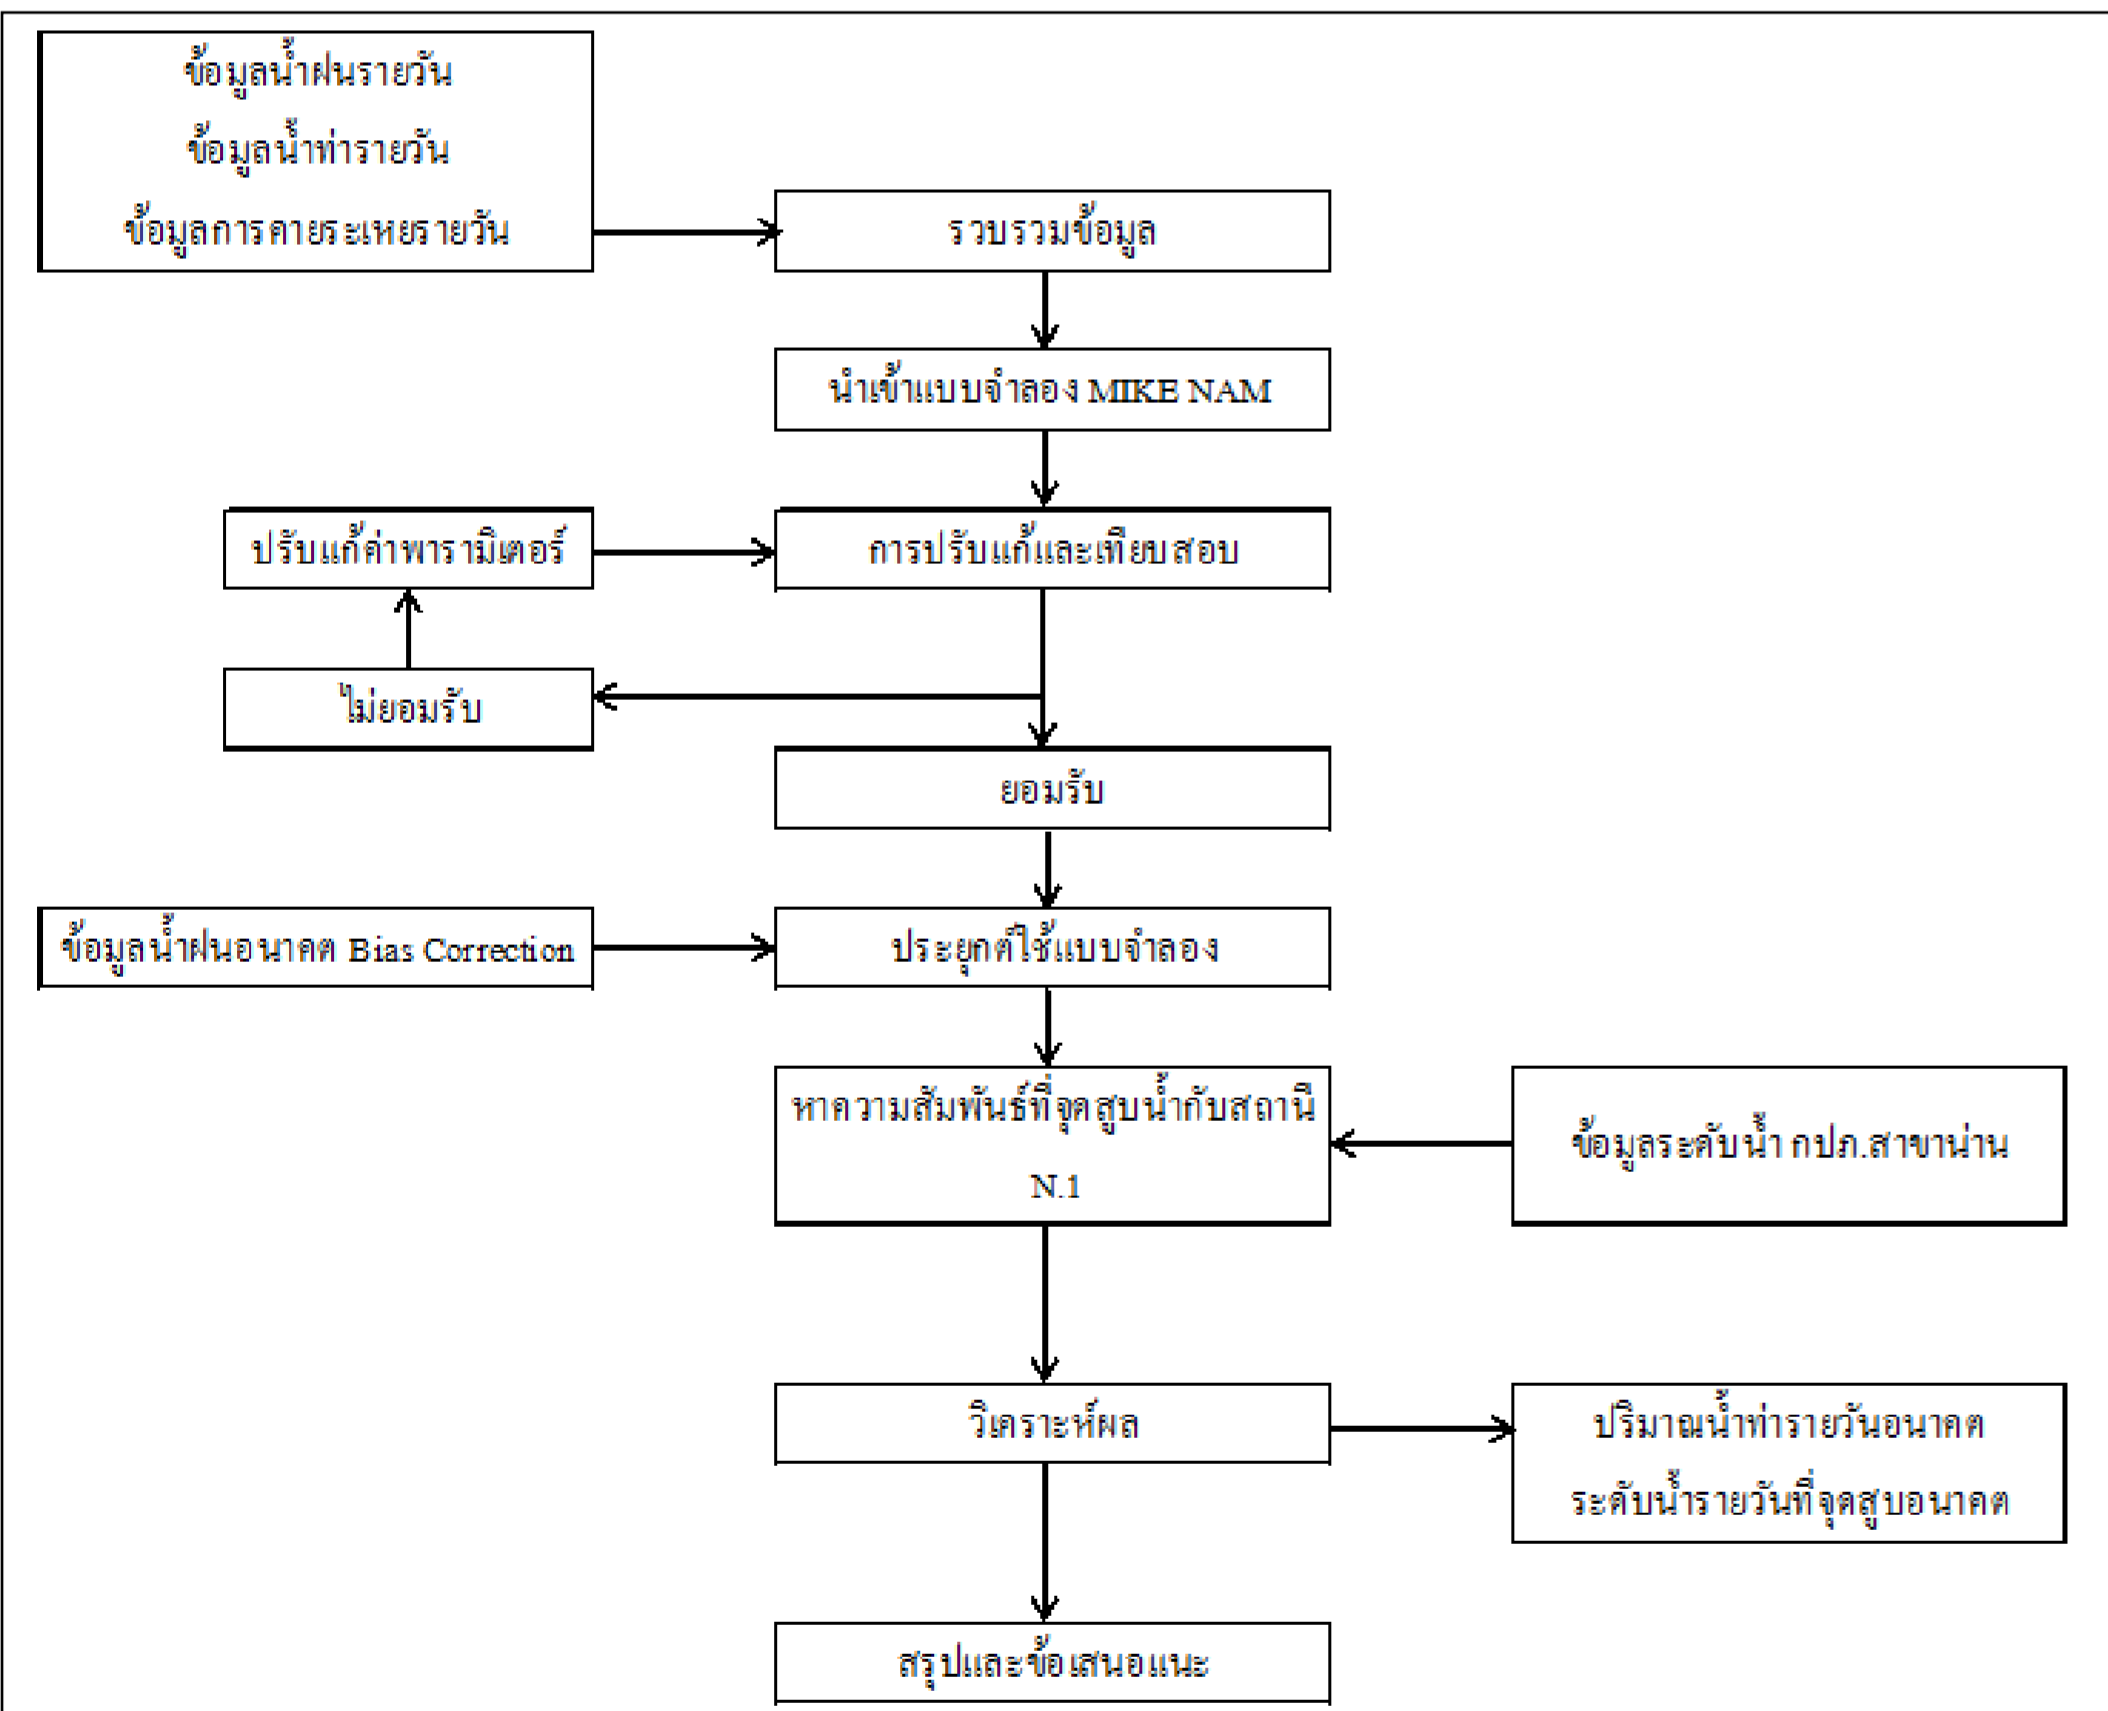 ข้อมูลน้ำฝนรายวัน
ข้อมูลน้ำท่ารายวัน
ข้อมูลการคายระเหยรายวัน
รวบรวมข้อมูล
นำเข้าแบบจำลอง MIKE NAM
ปรับแก้ค่าพารามิเตอร์
การปรับแก้และเทียบสอบ
ไม่ยอมรับ
ยอมรับ
ข้อมูลน้ำฝนอนาคต Bias Correction
ประยุกต์ใช้แบบจำลอง
หาความสัมพันธ์ที่จุดสูบน้ำกับสถานี
N.1
ข้อมูลระดับน้ำ กปภ.สาขาน่าน
วิเคราะห์ผล
ปริมาณน้ำท่ารายวันอนาคต
ระดับน้ำรายวันที่จุดสูบอนาคต
สรุปและข้อเสนอแนะ